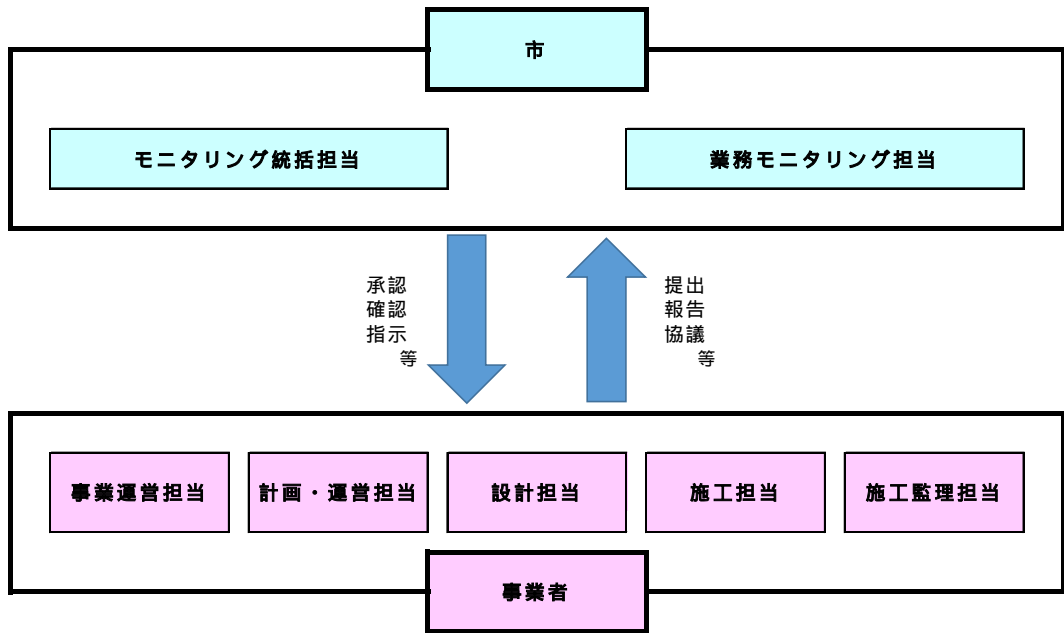 市
モニタリング統括担当
業務モニタリング担当
承認
確認
指示
等
提出
報告
協議
等
事業運営担当
計画・運営担当
設計担当
施工担当
施工監理担当
事業者